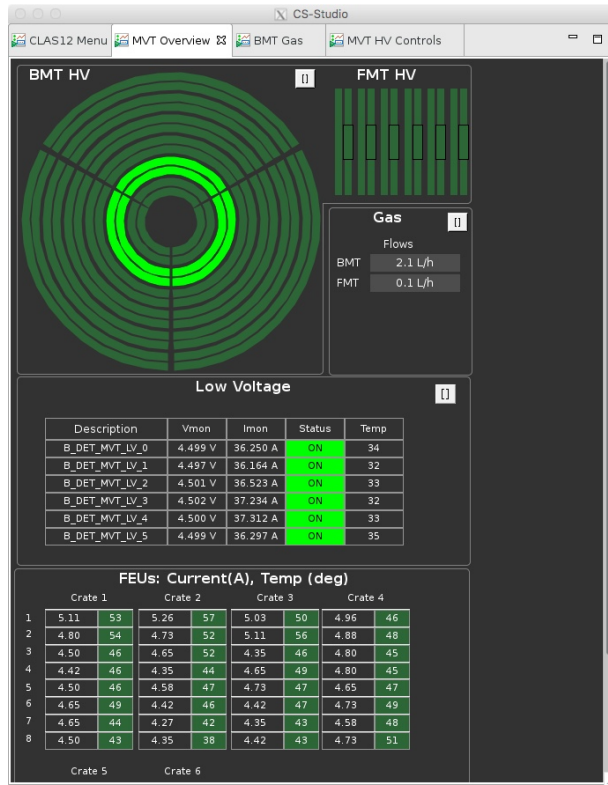 CS-Studio
CLAS12 Menu MVT Overview BMT Gas MVT HV Controls
BMT HV [] FMT HV
Gas []
Flows
BMT 2.1 L/h
FMT 0.1 L/h
Low Voltage []
Description Vmon Imon Status Temp
B_DET_MVT_LV_0 4.499 V 36.250 A ON 34
B_DET_MVT_LV_1 4.497 V 36.164 A ON 32
B_DET_MVT_LV_2 4.501 V 36.523 A ON 33
B_DET_MVT_LV_3 4.502 V 37.234 A ON 32
B_DET_MVT_LV_4 4.500 V 37.312 A ON 33
B_DET_MVT_LV_5 4.499 V 36.297 A ON 35
FEUs: Current(A), Temp (deg)
Crate 1 Crate 2 Crate 3 Crate 4
1 5.11 53 5.26 57 5.03 50 4.96 46
2 4.80 54 4.73 52 5.11 56 4.88 48
3 4.50 46 4.65 52 4.35 46 4.80 45
4 4.42 46 4.35 44 4.65 49 4.80 45
5 4.50 46 4.58 47 4.73 47 4.65 47
6 4.65 49 4.42 46 4.42 47 4.73 49
7 4.65 44 4.27 42 4.35 43 4.58 48
8 4.50 43 4.35 38 4.42 43 4.73 51
Crate 5 Crate 6